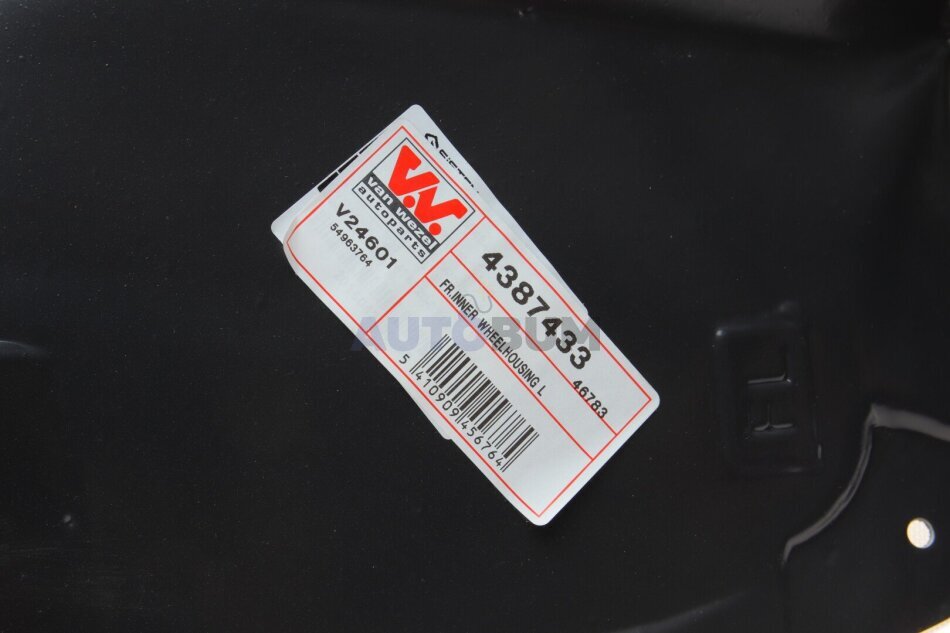 V.W.
van wezel
autoparts
V24601
54963764
4387433
46783
FR.INNER WHEELHOUSING L
5 410909 456764
AUTOBUM